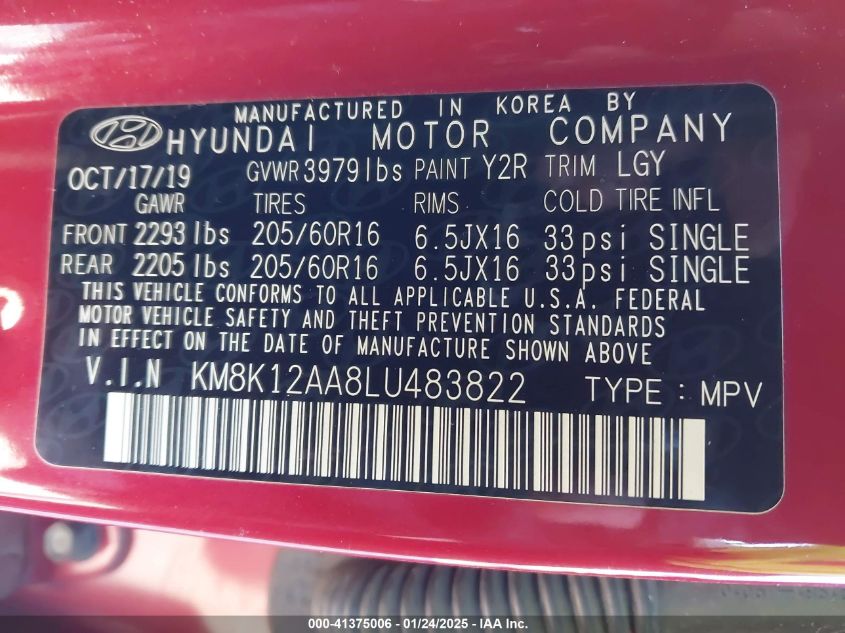 MANUFACTURED IN KOREA BY
HYUNDAI MOTOR COMPANY
OCT/17/19 GVWR 3979 lbs PAINT Y2R TRIM LGY
GAWR TIRES RIMS COLD TIRE INFL
FRONT 2293 lbs 205/60R16 6.5JX16 33psi SINGLE
REAR 2205 lbs 205/60R16 6.5JX16 33psi SINGLE
THIS VEHICLE CONFORMS TO ALL APPLICABLE U.S.A. FEDERAL
MOTOR VEHICLE SAFETY AND THEFT PREVENTION STANDARDS
IN EFFECT ON THE DATE OF MANUFACTURE SHOWN ABOVE
V.I.N KM8K12AA8LU483822 TYPE : MPV
000-41375006 - 01/24/2025 - IAA Inc.